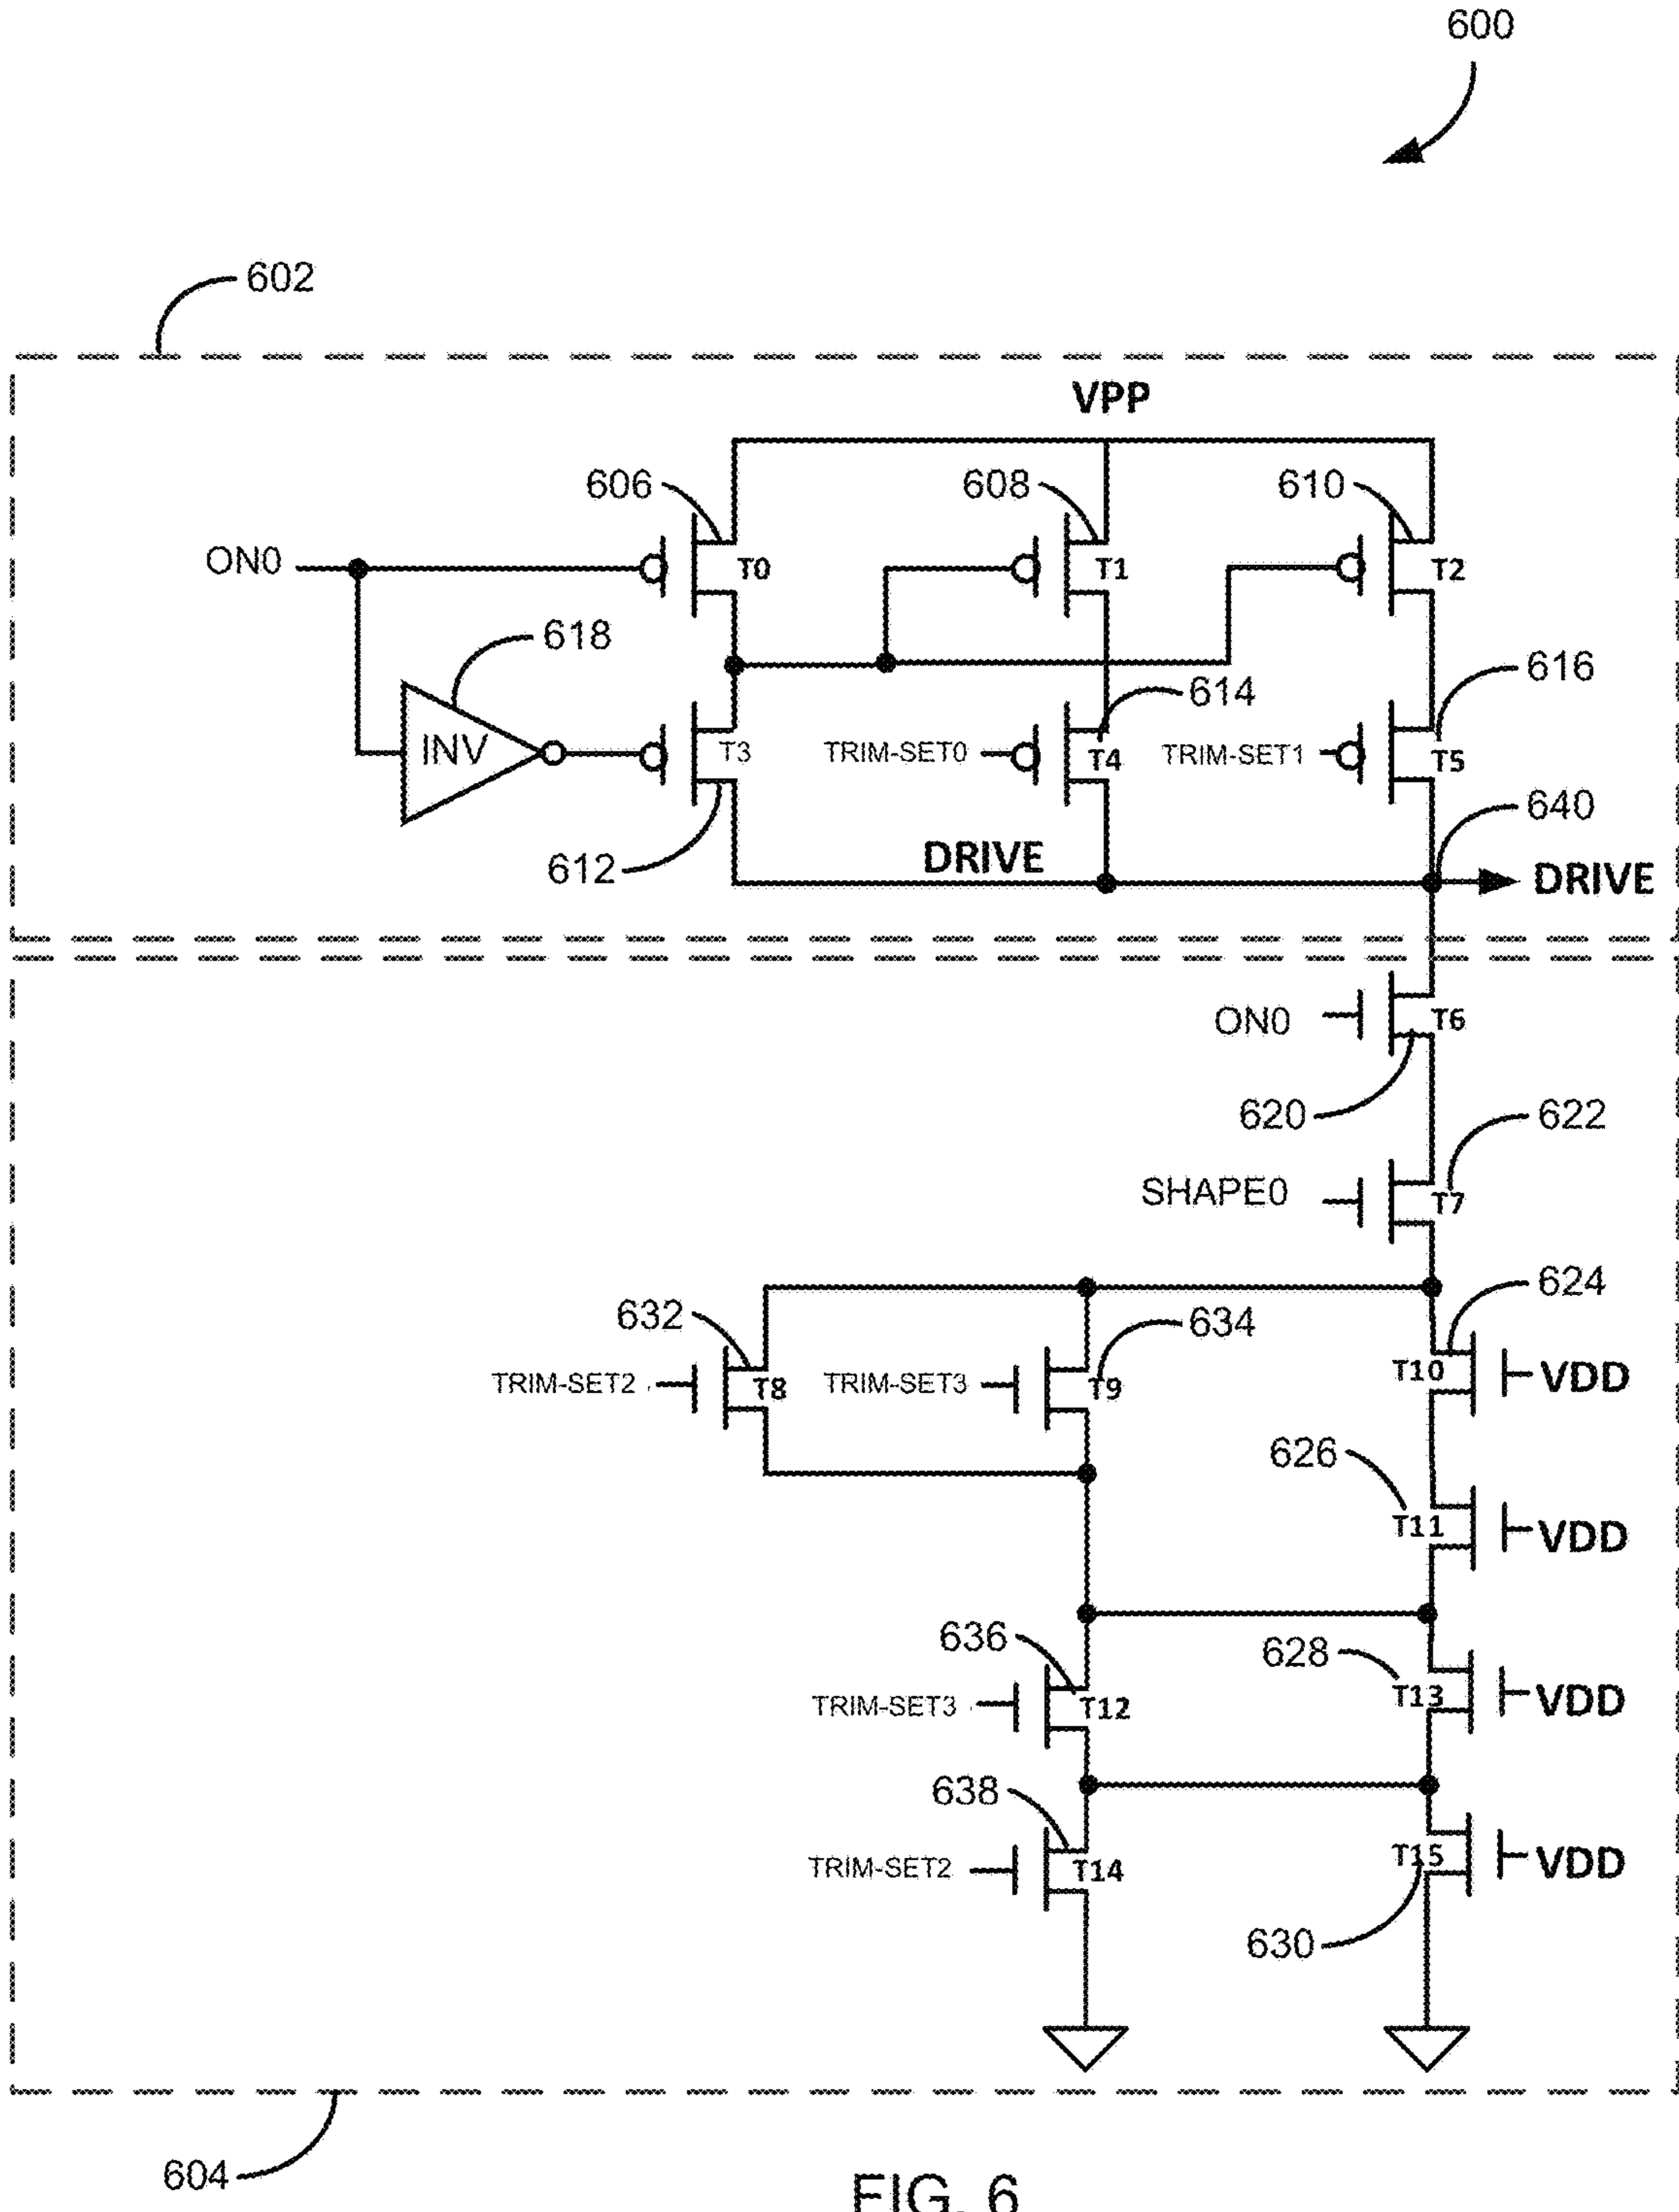 600
602
VPP
606
608
610
ON0
T0
T1
T2
618
616
614
INV
T3
TRIM-SET0
T4
TRIM-SET1
T5
640
612
DRIVE
DRIVE
ON0
T6
620
622
SHAPE0
T7
624
632
634
TRIM-SET2
T8
TRIM-SET3
T9
T10
VDD
626
T11
VDD
636
628
TRIM-SET3
T12
T13
VDD
638
TRIM-SET2
T14
T15
VDD
630
604
FIG. 6